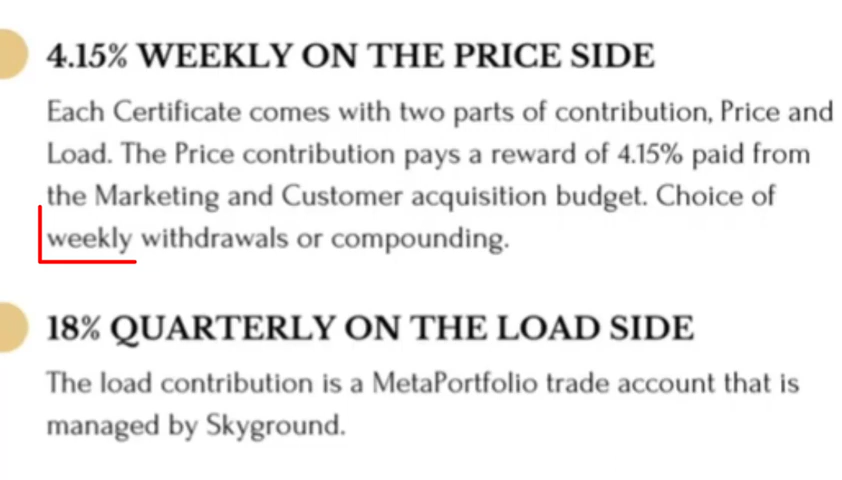 4.15% WEEKLY ON THE PRICE SIDE
Each Certificate comes with two parts of contribution, Price and
Load. The Price contribution pays a reward of 4.15% paid from
the Marketing and Customer acquisition budget. Choice of
weekly withdrawals or compounding.
18% QUARTERLY ON THE LOAD SIDE
The load contribution is a MetaPortfolio trade account that is
managed by Skyground.